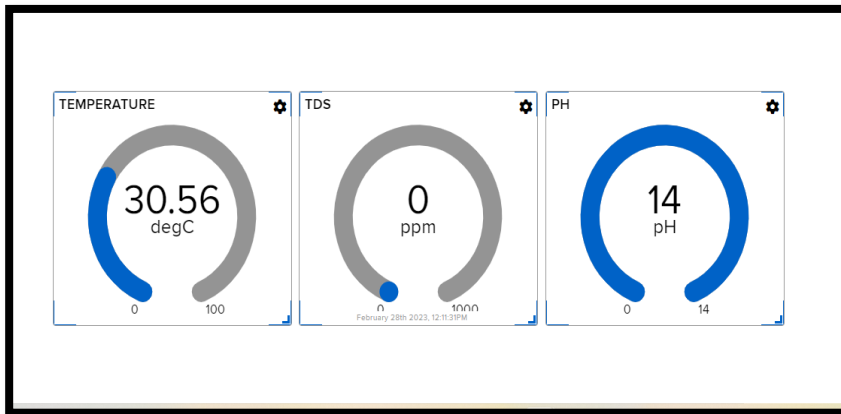 TEMPERATURE
30.56
degC
0
100
TDS
0
ppm
0
1000
February 28th 2023, 12:11:31PM
PH
14
pH
0
14